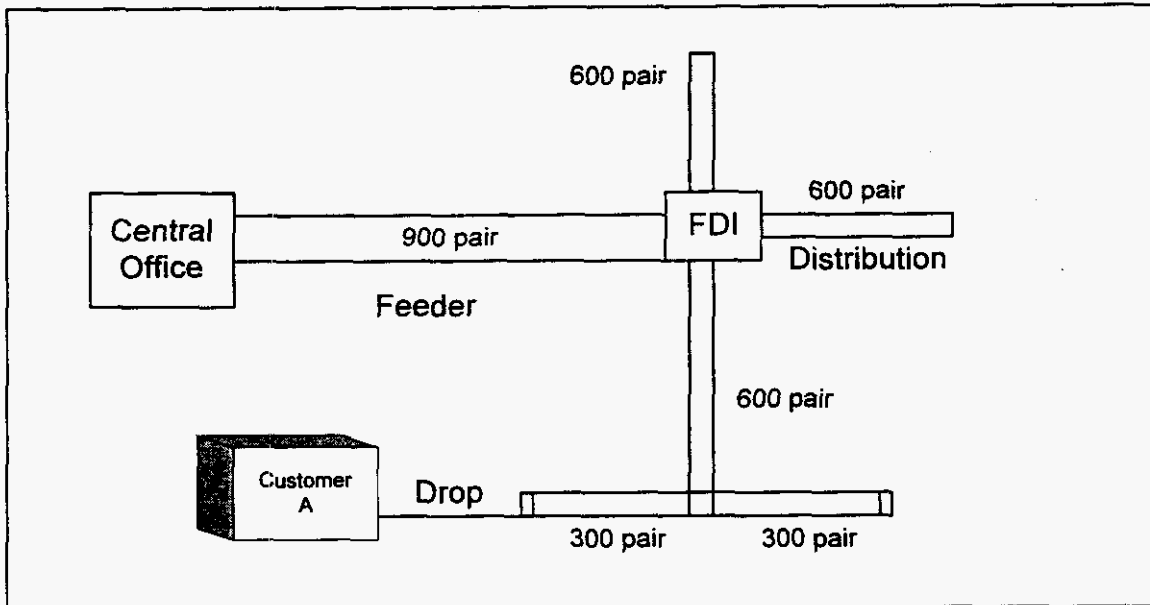 600 pair
600 pair
Central
Office
900 pair
FDI
Distribution
Feeder
600 pair
Customer
A
Drop
300 pair
300 pair